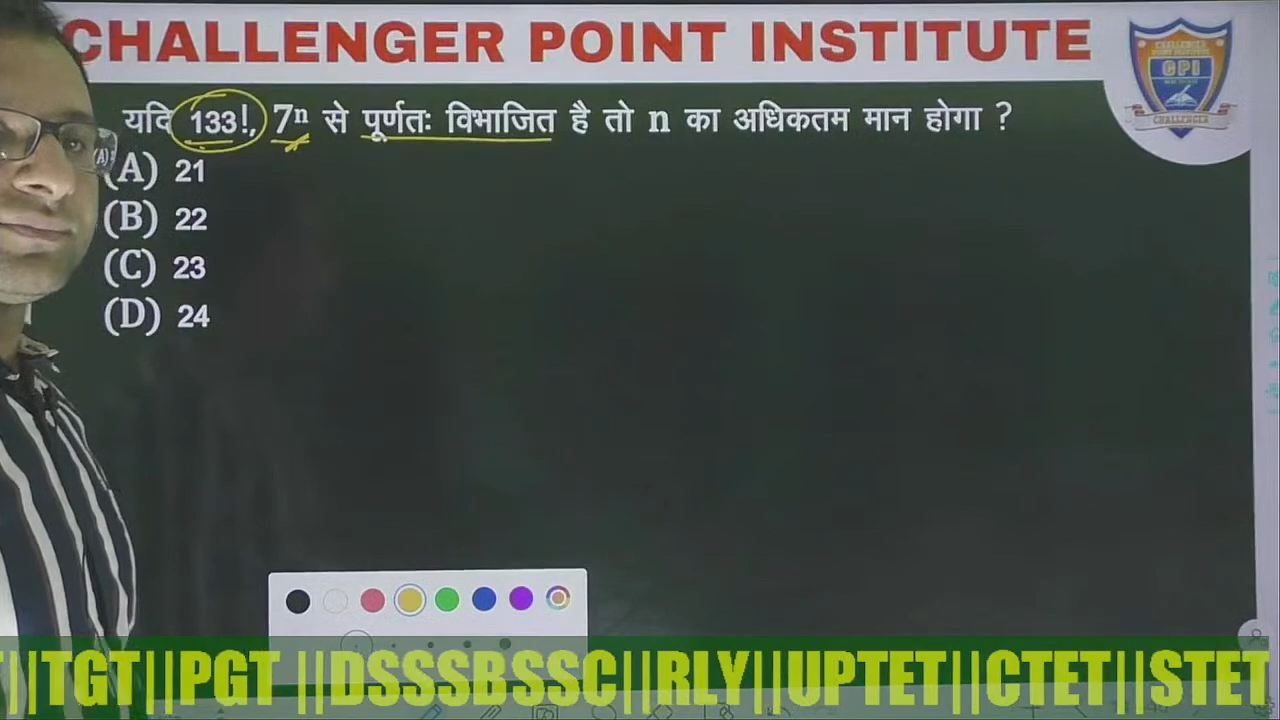 CHALLENGER POINT INSTITUTE
CPI
CHALLENGER
यदि 133!, 7ⁿ से पूर्णतः विभाजित है तो n का अधिकतम मान होगा ?
(A) 21
(B) 22
(C) 23
(D) 24
||TGT||PGT ||DSSSBSSC||RLY||UPTET||CTET||STET